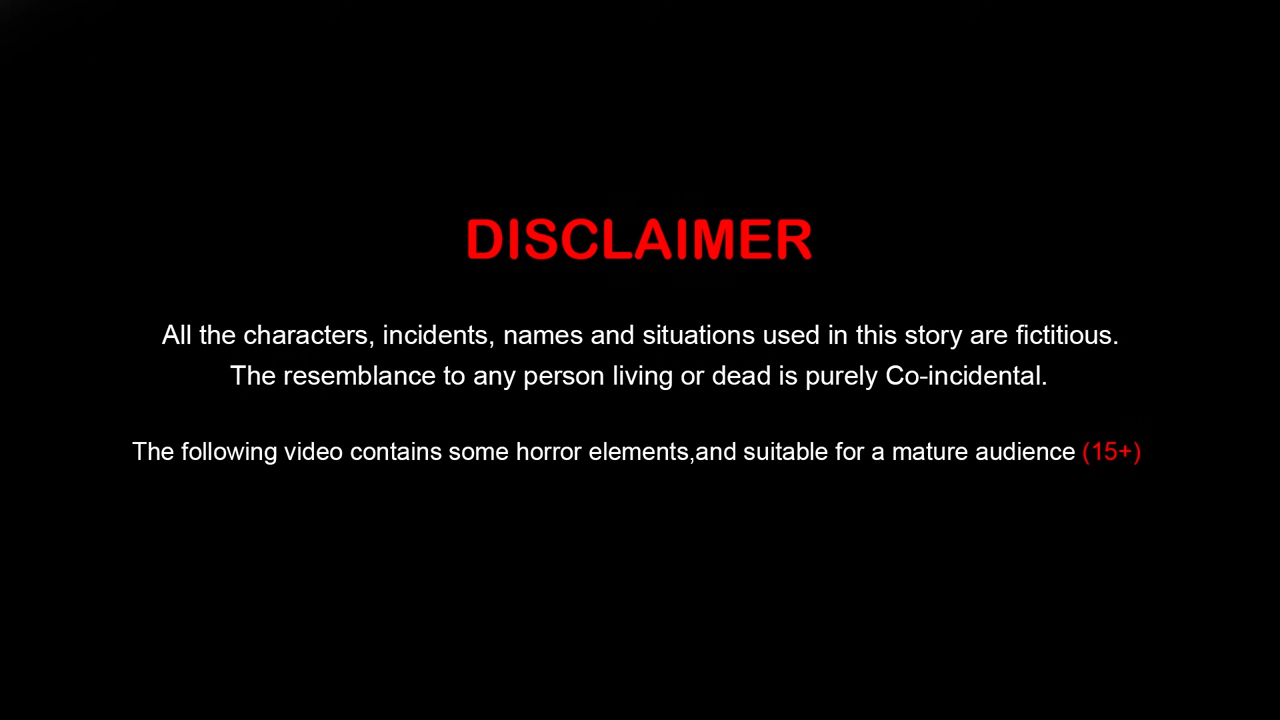 DISCLAIMER
All the characters, incidents, names and situations used in this story are fictitious.
The resemblance to any person living or dead is purely Co-incidental.
The following video contains some horror elements,and suitable for a mature audience (15+)